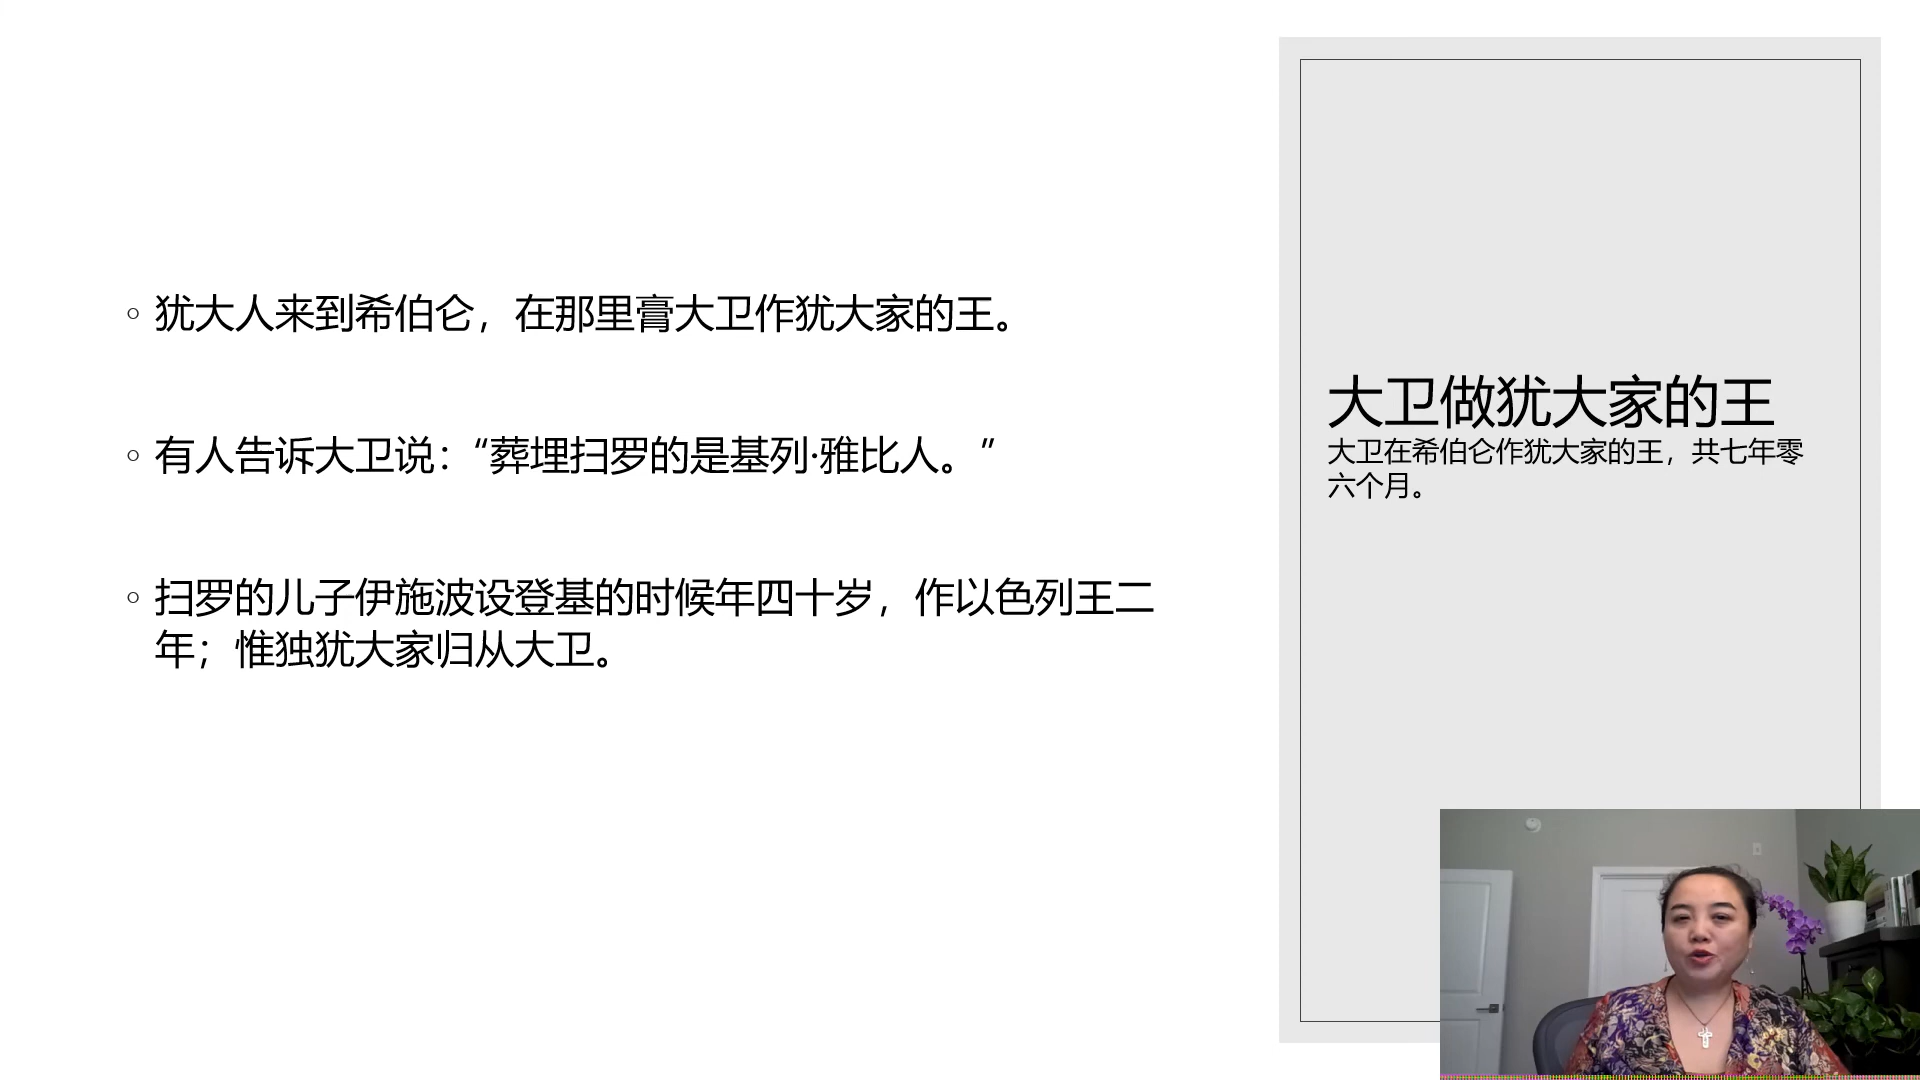 犹大人来到希伯仑，在那里膏大卫作犹大家的王。
有人告诉大卫说：“葬埋扫罗的是基列·雅比人。”
扫罗的儿子伊施波设登基的时候年四十岁，作以色列王二
年；惟独犹大家归从大卫。
大卫做犹大家的王
大卫在希伯仑作犹大家的王，共七年零
六个月。